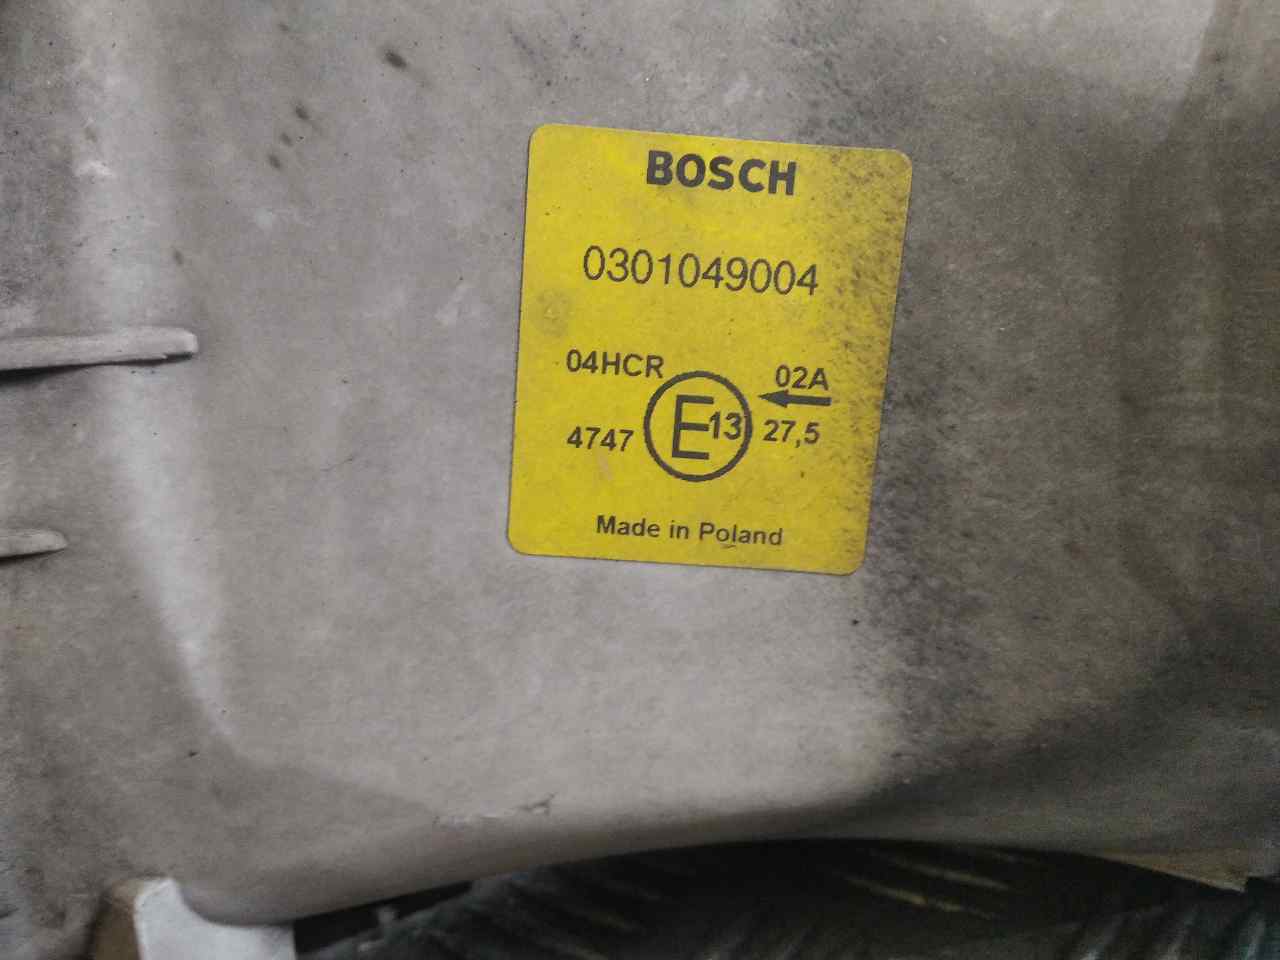 BOSCH
0301049004
04HCR 02A
4747 E13 27,5
Made in Poland